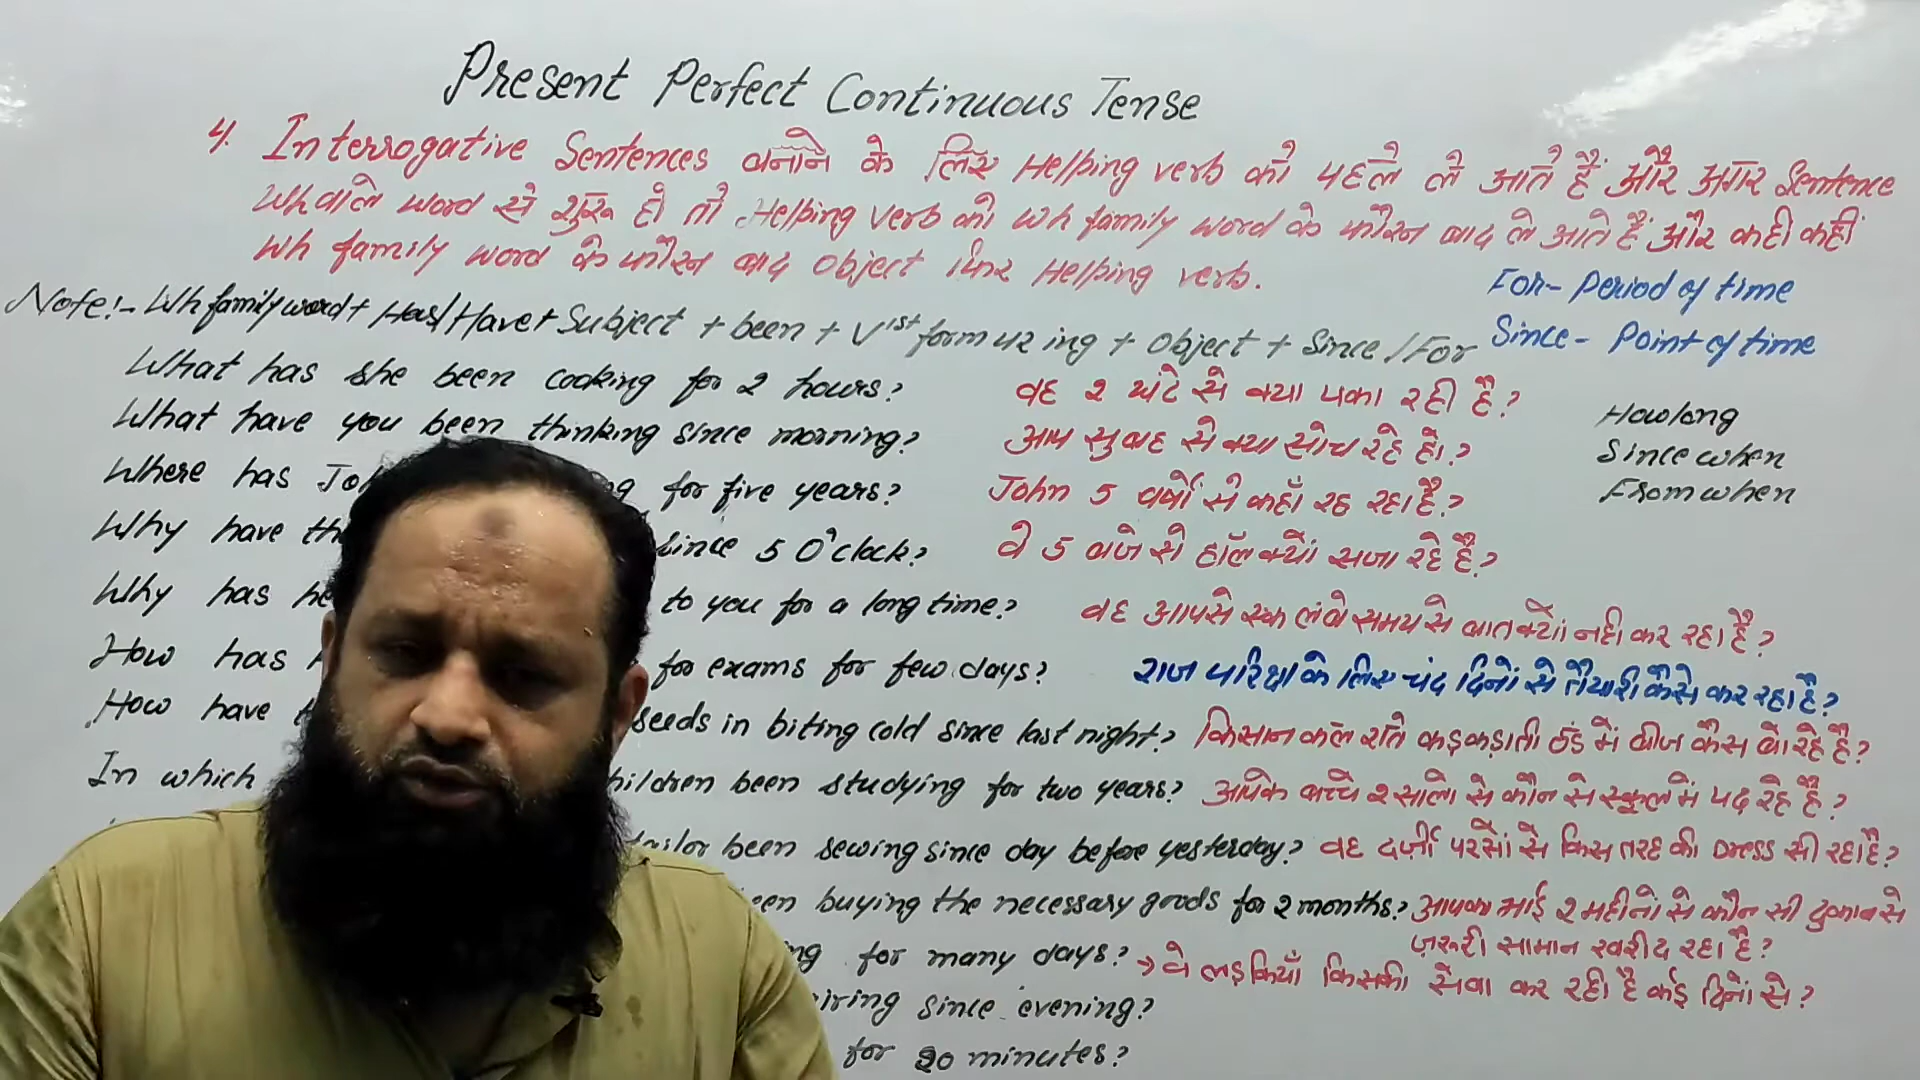 Present Perfect Continuous Tense
4. Interrogative Sentences बनाने के लिए Helping verb को पहले ले आते हैं और अगर Sentence
Wh वाले word से शुरू हो तो Helping verb को wh family word के फौरन बाद ले आते हैं और कहीं कहीं
Wh family word के फौरन बाद Object फिर Helping verb.
For - Period of time
Note:- Wh family word + Has/Have + Subject + been + V 1st form पर ing + Object + Since/For
Since - Point of time
What has she been cooking for 2 hours? वह 2 घंटे से क्या पका रही है?
How long
What have you been thinking since morning? आप सुबह से क्या सोच रहे हो?
Since when
Where has for five years? John 5 वर्षों से कहाँ रह रहा है?
From when
Why have since 5 O'clock? वे 5 बजे से हॉल क्यों सजा रहे हैं?
Why has he to you for a long time? वह आपसे एक लंबे समय से बात क्यों नहीं कर रहा है?
How has for exams for few days? राज परिक्षा के लिए चंद दिनों से तैयारी कैसे कर रहा है?
How have seeds in biting cold since last night? किसान कल रात कड़कड़ाती ठंड में बीज कैसे बो रहे हैं?
In which children been studying for two years? आपके बच्चे 2 सालों से कौन से स्कूल में पढ़ रहे हैं?
tailor been sewing since day before yesterday? वह दर्ज़ी परसों से किस तरह की Dress सी रहा है?
been buying the necessary goods for 2 months? आपका भाई 2 महीनों से कौन सी दुकान से
ज़रूरी सामान खरीद रहा है?
for many days? → वे लड़कियाँ किसकी सेवा कर रही हैं कई दिनों से?
since evening?
for 20 minutes?